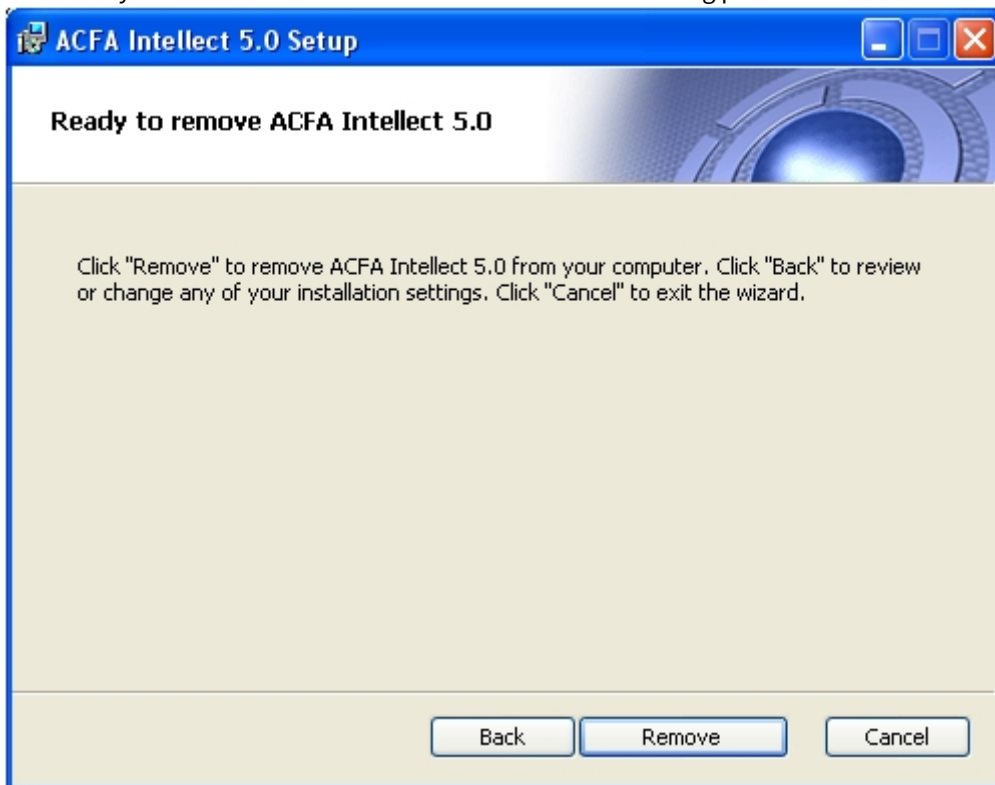 ACFA Intellect 5.0 Setup
Ready to remove ACFA Intellect 5.0
Click "Remove" to remove ACFA Intellect 5.0 from your computer. Click "Back" to review
or change any of your installation settings. Click "Cancel" to exit the wizard.
Back Remove Cancel